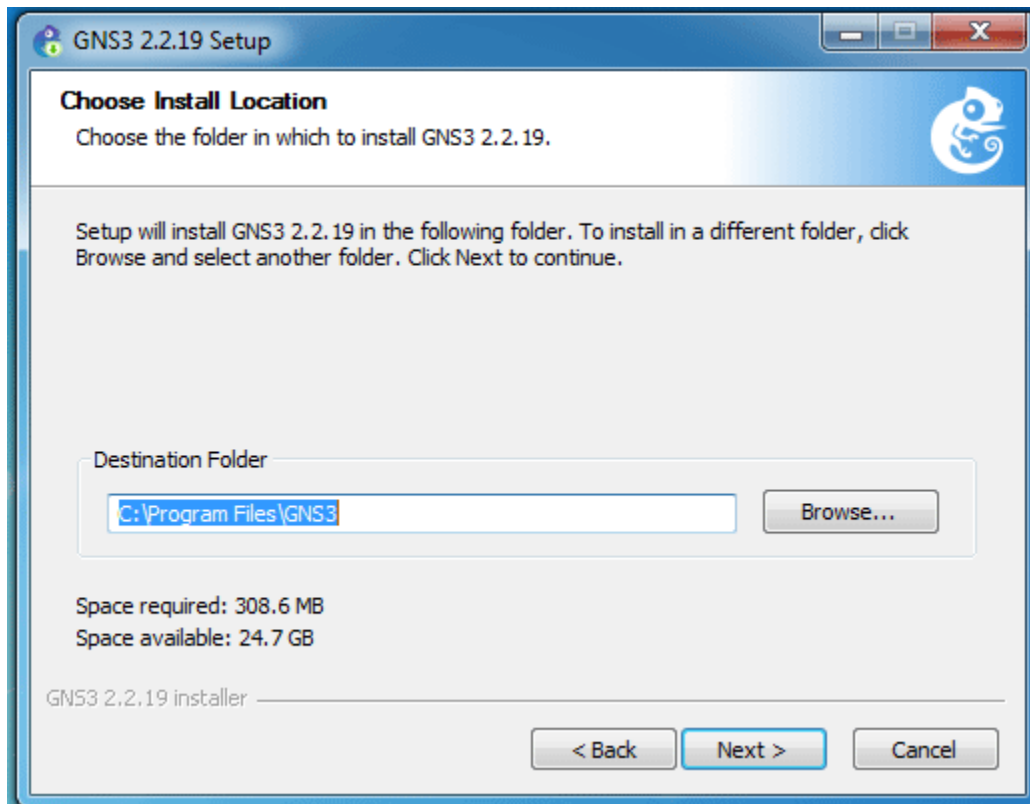 GNS3 2.2.19 Setup
Choose Install Location
Choose the folder in which to install GNS3 2.2.19.
Setup will install GNS3 2.2.19 in the following folder. To install in a different folder, click
Browse and select another folder. Click Next to continue.
Destination Folder
C:\Program Files\GNS3
Browse...
Space required: 308.6 MB
Space available: 24.7 GB
GNS3 2.2.19 installer
< Back
Next >
Cancel